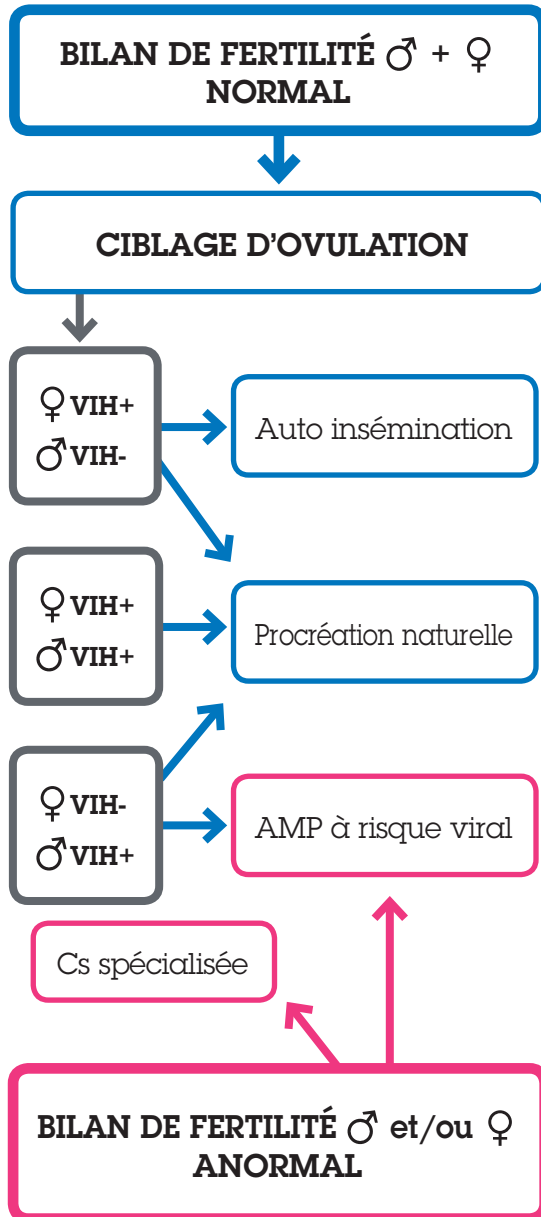 BILAN DE FERTILITÉ ♂ + ♀
NORMAL
CIBLAGE D'OVULATION
♀ VIH+
♂ VIH-
Auto insémination
♀ VIH+
♂ VIH+
Procréation naturelle
♀ VIH-
♂ VIH+
AMP à risque viral
Cs spécialisée
BILAN DE FERTILITÉ ♂ et/ou ♀
ANORMAL